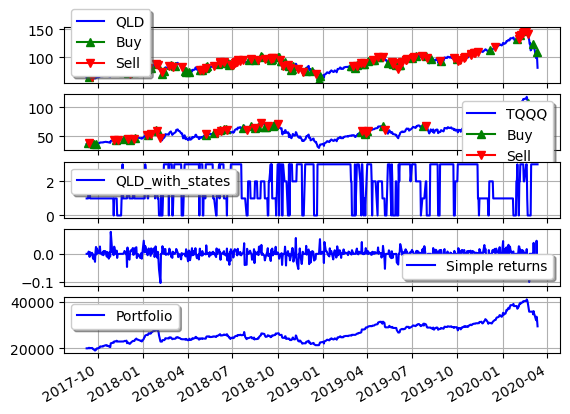 150
100
QLD
Buy
Sell
100
50
TQQQ
Buy
Sell
2
0
QLD_with_states
0.0
−0.1
Simple returns
40000
20000
Portfolio
2017-10
2018-01
2018-04
2018-07
2018-10
2019-01
2019-04
2019-07
2019-10
2020-01
2020-04